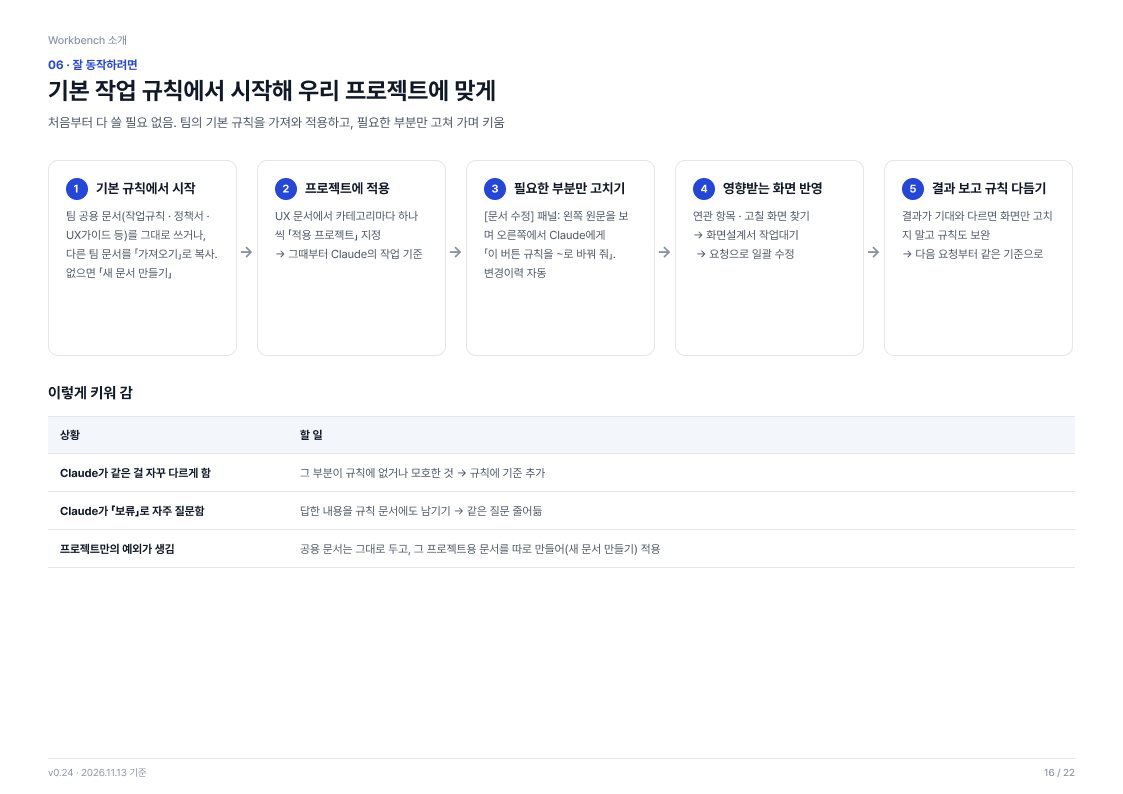 Workbench 소개
06 · 잘 동작하려면
기본 작업 규칙에서 시작해 우리 프로젝트에 맞게
처음부터 다 쓸 필요 없음. 팀의 기본 규칙을 가져와 적용하고, 필요한 부분만 고쳐 가며 키움
1 기본 규칙에서 시작
팀 공용 문서(작업규칙 · 정책서 ·
UX가이드 등)를 그대로 쓰거나,
다른 팀 문서를 「가져오기」로 복사.
없으면 「새 문서 만들기」
→
2 프로젝트에 적용
UX 문서에서 카테고리마다 하나
씩 「적용 프로젝트」 지정
→ 그때부터 Claude의 작업 기준
→
3 필요한 부분만 고치기
[문서 수정] 패널: 왼쪽 원문을 보
며 오른쪽에서 Claude에게
「이 버튼 규칙을 ~로 바꿔 줘」.
변경이력 자동
→
4 영향받는 화면 반영
연관 항목 · 고칠 화면 찾기
→ 화면설계서 작업대기
→ 요청으로 일괄 수정
→
5 결과 보고 규칙 다듬기
결과가 기대와 다르면 화면만 고치
지 말고 규칙도 보완
→ 다음 요청부터 같은 기준으로
이렇게 키워 감
상황 할 일
Claude가 같은 걸 자꾸 다르게 함 그 부분이 규칙에 없거나 모호한 것 → 규칙에 기준 추가
Claude가 「보류」로 자주 질문함 답한 내용을 규칙 문서에도 남기기 → 같은 질문 줄어듦
프로젝트만의 예외가 생김 공용 문서는 그대로 두고, 그 프로젝트용 문서를 따로 만들어(새 문서 만들기) 적용
v0.24 · 2026.11.13 기준
16 / 22